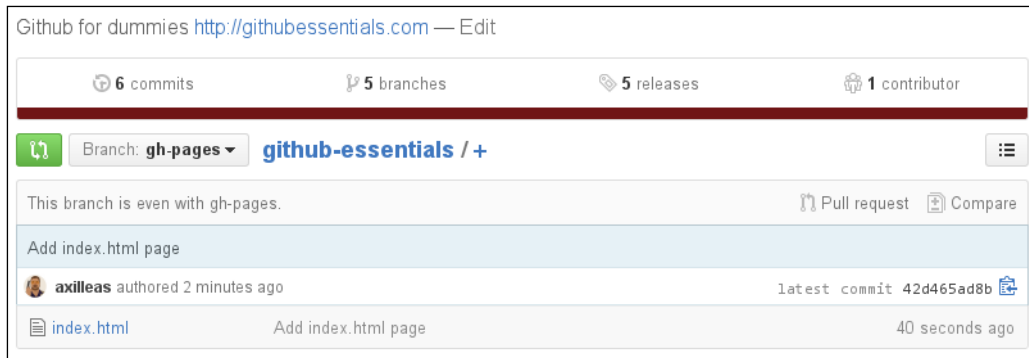 Github for dummies http://githubessentials.com — Edit
6 commits 5 branches 5 releases 1 contributor
Branch: gh-pages github-essentials / +
This branch is even with gh-pages. Pull request Compare
Add index.html page
axilleas authored 2 minutes ago latest commit 42d465ad8b
index.html Add index.html page 40 seconds ago